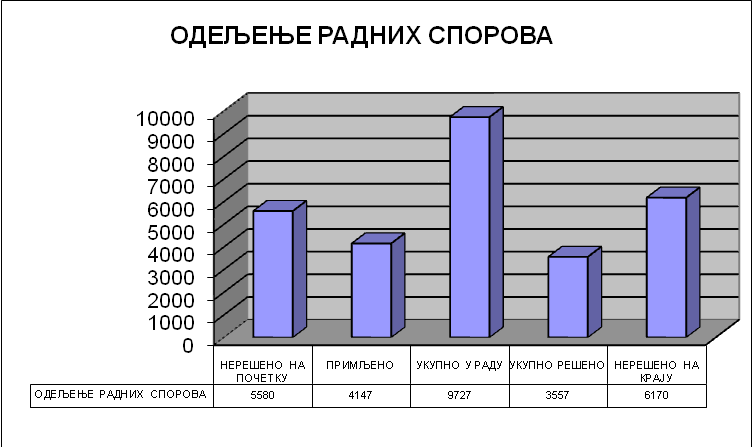 ОДЕЉЕЊЕ РАДНИХ СПОРОВА
10000
9000
8000
7000
6000
5000
4000
3000
2000
1000
0
НЕРЕШЕНО НА ПОЧЕТКУ
ПРИМЉЕНО
УКУПНО У РАДУ
УКУПНО РЕШЕНО
НЕРЕШЕНО НА КРАЈУ
ОДЕЉЕЊЕ РАДНИХ СПОРОВА 5580 4147 9727 3557 6170